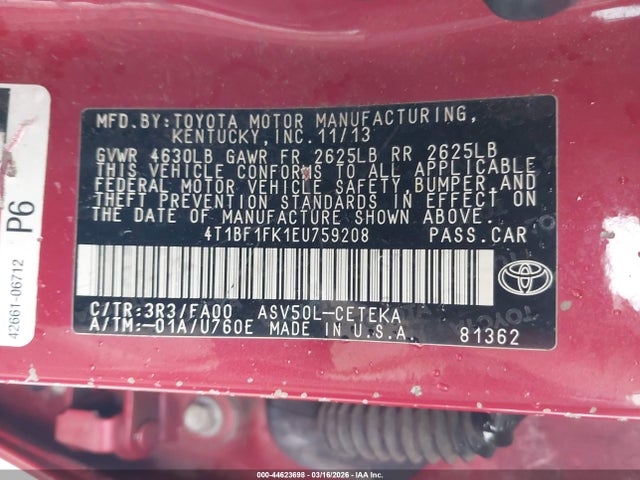 MFD.BY:TOYOTA MOTOR MANUFACTURING,
KENTUCKY,INC. 11/13
GVWR 4630LB GAWR FR 2625LB RR 2625LB
THIS VEHICLE CONFORMS TO ALL APPLICABLE
FEDERAL MOTOR VEHICLE SAFETY,BUMPER,AND
THEFT PREVENTION STANDARDS IN EFFECT ON
THE DATE OF MANUFACTURE SHOWN ABOVE.
4T1BF1FK1EU759208 PASS.CAR
C/TR:3R3/FA00 ASV50L-CETEKA
A/TM:-01A/U760E MADE IN U.S.A.
81362
TOYOTA
P6
42661-06712
000-44623698 - 03/16/2026 - IAA Inc.